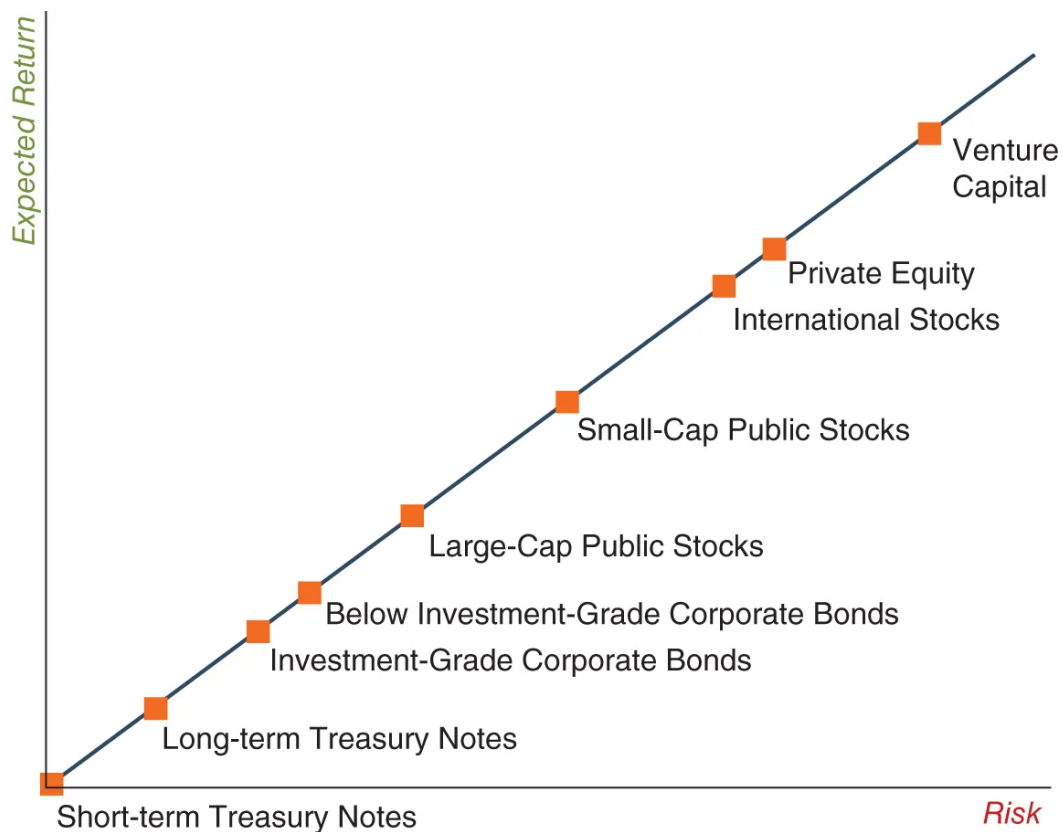 Expected Return
Venture
Capital
Private Equity
International Stocks
Small-Cap Public Stocks
Large-Cap Public Stocks
Below Investment-Grade Corporate Bonds
Investment-Grade Corporate Bonds
Long-term Treasury Notes
Short-term Treasury Notes
Risk